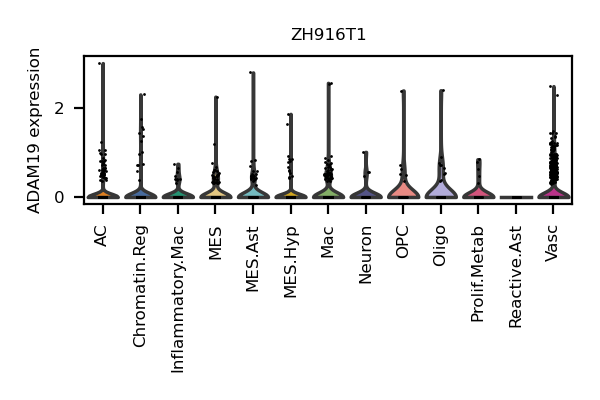 ZH916T1
ADAM19 expression
2
0
AC
Chromatin.Reg
Inflammatory.Mac
MES
MES.Ast
MES.Hyp
Mac
Neuron
OPC
Oligo
Prolif.Metab
Reactive.Ast
Vasc